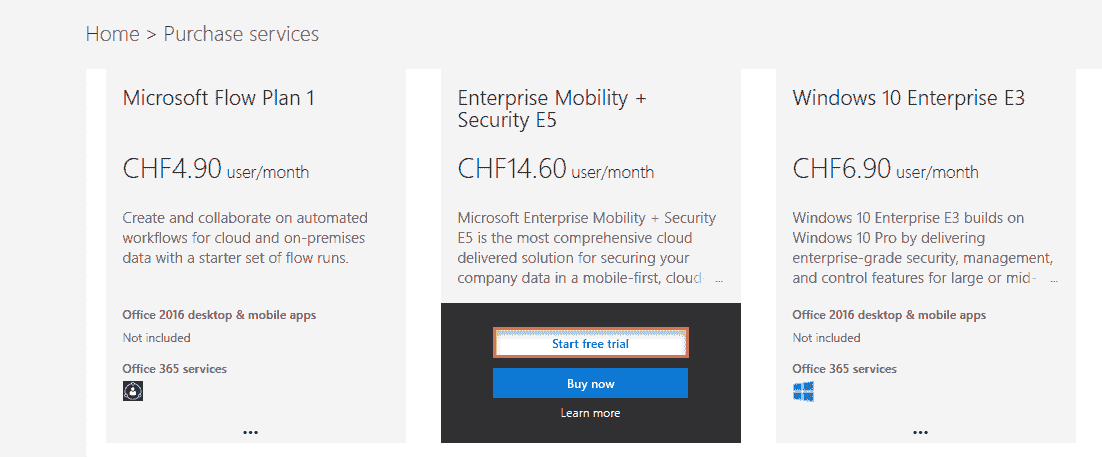 Home > Purchase services
Microsoft Flow Plan 1
CHF4.90 user/month
Create and collaborate on automated
workflows for cloud and on-premises
data with a starter set of flow runs.
Office 2016 desktop & mobile apps
Not included
Office 365 services
...
Enterprise Mobility +
Security E5
CHF14.60 user/month
Microsoft Enterprise Mobility + Security
E5 is the most comprehensive cloud
delivered solution for securing your
company data in a mobile-first, cloud- ...
Start free trial
Buy now
Learn more
Windows 10 Enterprise E3
CHF6.90 user/month
Windows 10 Enterprise E3 builds on
Windows 10 Pro by delivering
enterprise-grade security, management,
and control features for large or mid- ...
Office 2016 desktop & mobile apps
Not included
Office 365 services
...